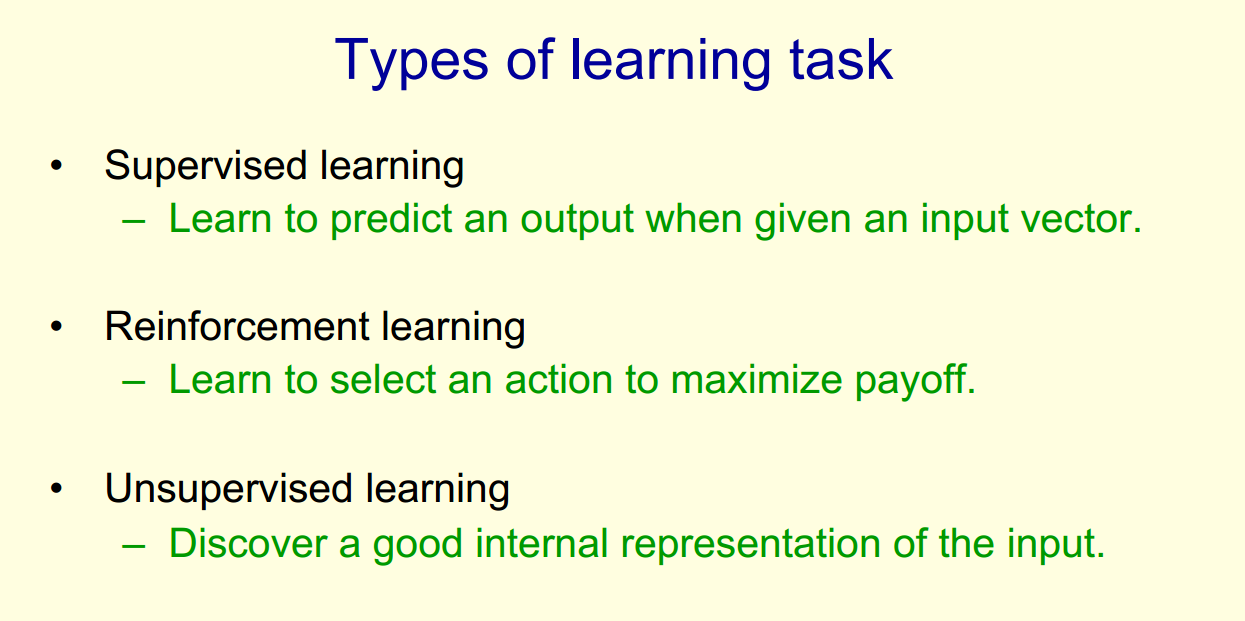 Types of learning task
• Supervised learning
– Learn to predict an output when given an input vector.
• Reinforcement learning
– Learn to select an action to maximize payoff.
• Unsupervised learning
– Discover a good internal representation of the input.